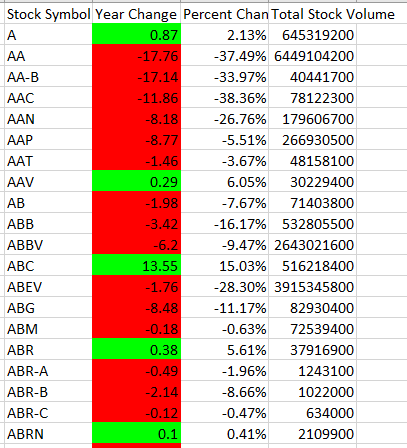 Stock Symbol Year Change Percent Chan Total Stock Volume
A 0.87 2.13% 645319200
AA -17.76 -37.49% 6449104200
AA-B -17.14 -33.97% 40441700
AAC -11.86 -38.36% 78122300
AAN -8.18 -26.76% 179606700
AAP -8.77 -5.51% 266930500
AAT -1.46 -3.67% 48158100
AAV 0.29 6.05% 30229400
AB -1.98 -7.67% 71403800
ABB -3.42 -16.17% 532805500
ABBV -6.2 -9.47% 2643021600
ABC 13.55 15.03% 516218400
ABEV -1.76 -28.30% 3915345800
ABG -8.48 -11.17% 82930400
ABM -0.18 -0.63% 72539400
ABR 0.38 5.61% 37916900
ABR-A -0.49 -1.96% 1243100
ABR-B -2.14 -8.66% 1022000
ABR-C -0.12 -0.47% 634000
ABRN 0.1 0.41% 2109900